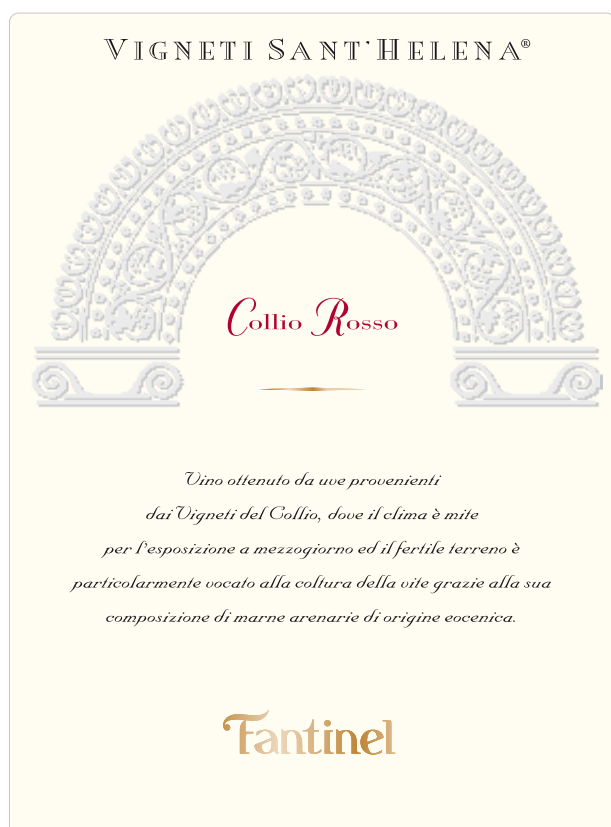 VIGNETI SANT'HELENA®
Collio Rosso
Vino ottenuto da uve provenienti
dai Vigneti del Collio, dove il clima è mite
per l'esposizione a mezzogiorno ed il fertile terreno è
particolarmente vocato alla coltura della vite grazie alla sua
composizione di marne arenarie di origine eocenica.
Fantinel